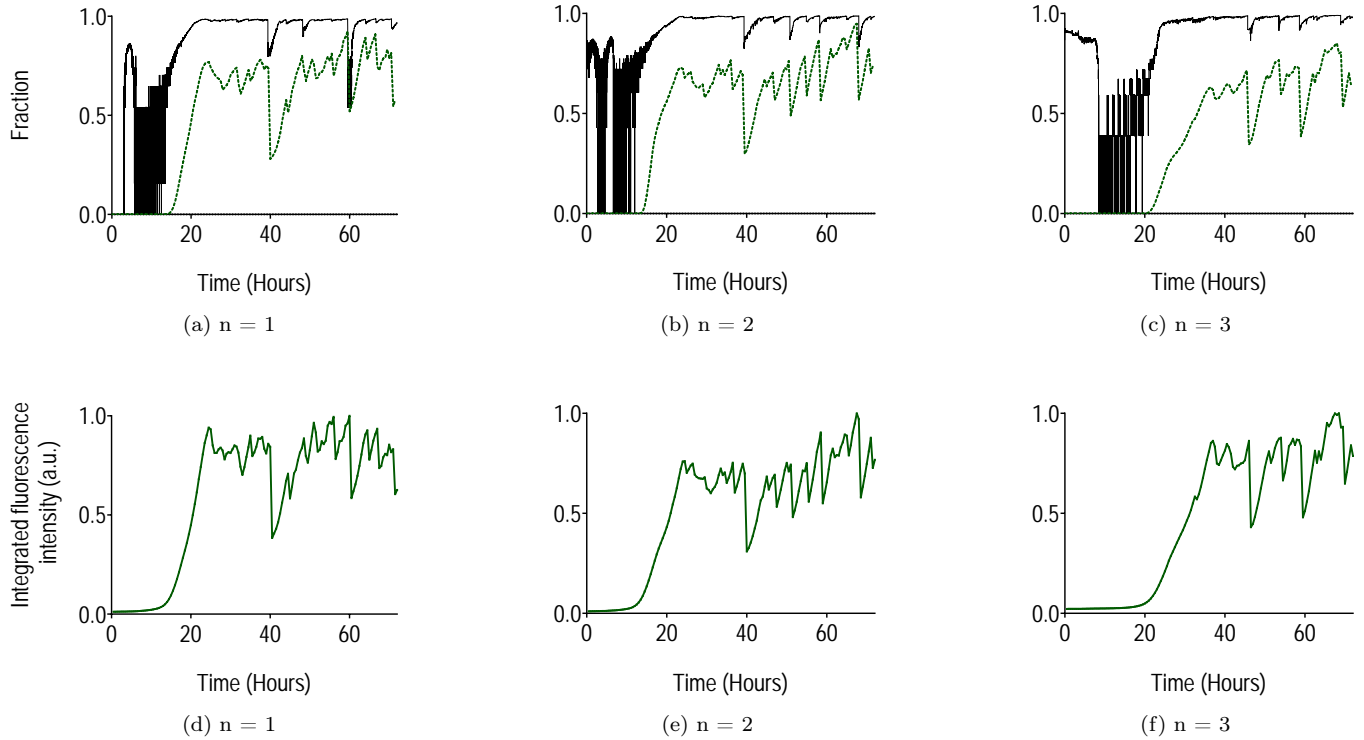 1.0
0.5
0.0
Fraction
0
20
40
60
Time (Hours)
(a) n = 1
1.0
0.5
0.0
0
20
40
60
Time (Hours)
(b) n = 2
1.0
0.5
0.0
0
20
40
60
Time (Hours)
(c) n = 3
1.0
0.5
0.0
Integrated fluorescence
intensity (a.u.)
0
20
40
60
Time (Hours)
(d) n = 1
1.0
0.5
0.0
0
20
40
60
Time (Hours)
(e) n = 2
1.0
0.5
0.0
0
20
40
60
Time (Hours)
(f) n = 3